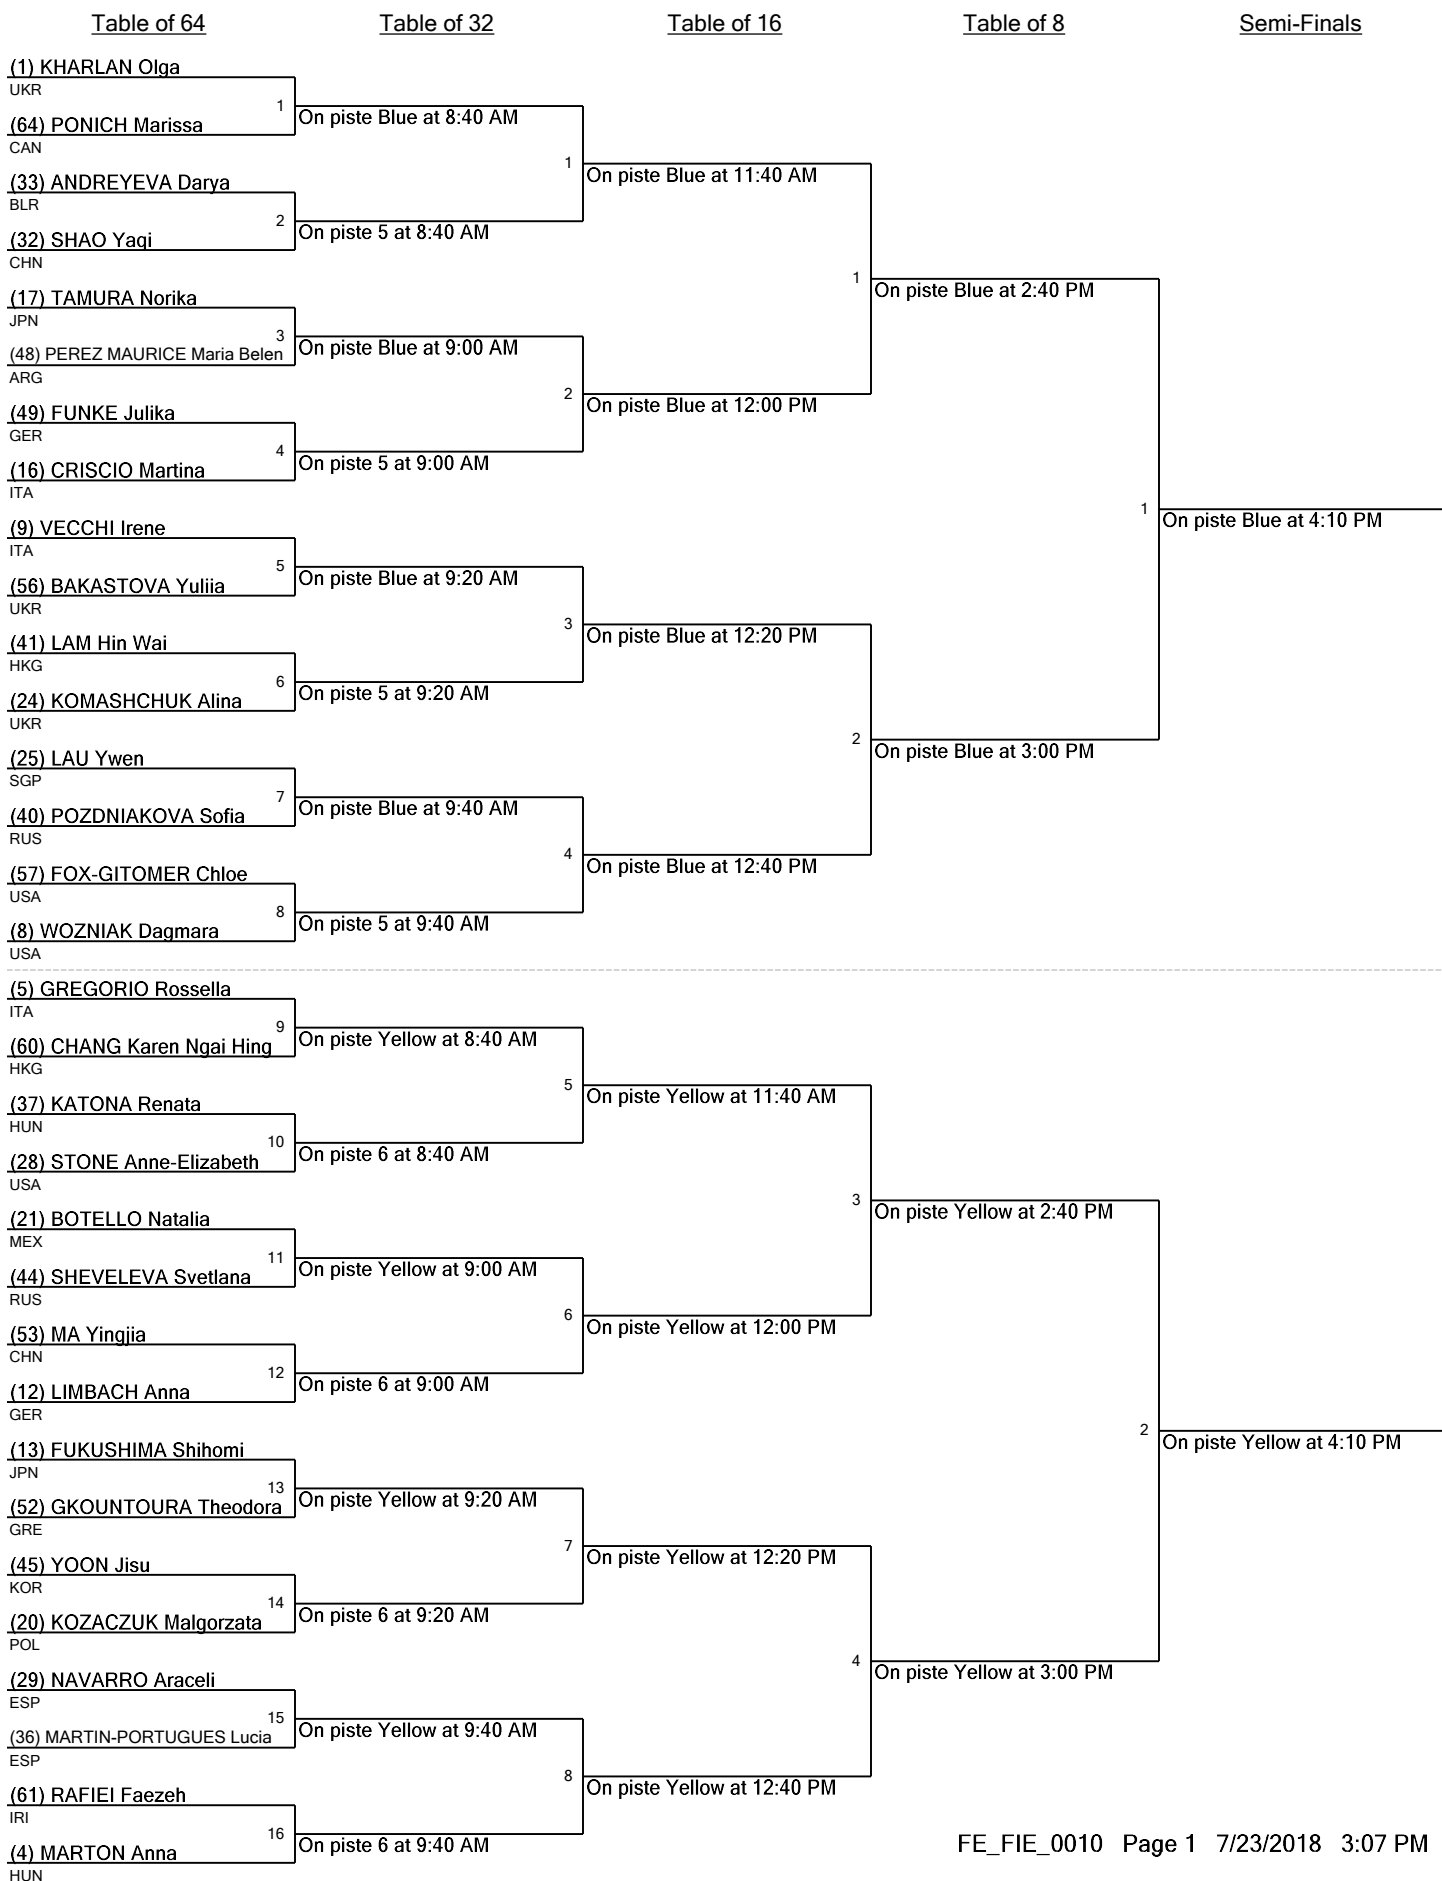 Table of 64 Table of 32 Table of 16 Table of 8 Semi-Finals
(1) KHARLAN Olga
UKR
1 On piste Blue at 8:40 AM
(64) PONICH Marissa
CAN
1 On piste Blue at 11:40 AM
(33) ANDREYEVA Darya
BLR
2 On piste 5 at 8:40 AM
(32) SHAO Yaqi
CHN
1 On piste Blue at 2:40 PM
(17) TAMURA Norika
JPN
3 On piste Blue at 9:00 AM
(48) PEREZ MAURICE Maria Belen
ARG
2 On piste Blue at 12:00 PM
(49) FUNKE Julika
GER
4 On piste 5 at 9:00 AM
(16) CRISCIO Martina
ITA
1 On piste Blue at 4:10 PM
(9) VECCHI Irene
ITA
5 On piste Blue at 9:20 AM
(56) BAKASTOVA Yuliia
UKR
3 On piste Blue at 12:20 PM
(41) LAM Hin Wai
HKG
6 On piste 5 at 9:20 AM
(24) KOMASHCHUK Alina
UKR
2 On piste Blue at 3:00 PM
(25) LAU Ywen
SGP
7 On piste Blue at 9:40 AM
(40) POZDNIAKOVA Sofia
RUS
4 On piste Blue at 12:40 PM
(57) FOX-GITOMER Chloe
USA
8 On piste 5 at 9:40 AM
(8) WOZNIAK Dagmara
USA
(5) GREGORIO Rossella
ITA
9 On piste Yellow at 8:40 AM
(60) CHANG Karen Ngai Hing
HKG
5 On piste Yellow at 11:40 AM
(37) KATONA Renata
HUN
10 On piste 6 at 8:40 AM
(28) STONE Anne-Elizabeth
USA
3 On piste Yellow at 2:40 PM
(21) BOTELLO Natalia
MEX
11 On piste Yellow at 9:00 AM
(44) SHEVELEVA Svetlana
RUS
6 On piste Yellow at 12:00 PM
(53) MA Yingjia
CHN
12 On piste 6 at 9:00 AM
(12) LIMBACH Anna
GER
2 On piste Yellow at 4:10 PM
(13) FUKUSHIMA Shihomi
JPN
13 On piste Yellow at 9:20 AM
(52) GKOUNTOURA Theodora
GRE
7 On piste Yellow at 12:20 PM
(45) YOON Jisu
KOR
14 On piste 6 at 9:20 AM
(20) KOZACZUK Malgorzata
POL
4 On piste Yellow at 3:00 PM
(29) NAVARRO Araceli
ESP
15 On piste Yellow at 9:40 AM
(36) MARTIN-PORTUGUES Lucia
ESP
8 On piste Yellow at 12:40 PM
(61) RAFIEI Faezeh
IRI
16 On piste 6 at 9:40 AM
(4) MARTON Anna
HUN
FE_FIE_0010 Page 1 7/23/2018 3:07 PM